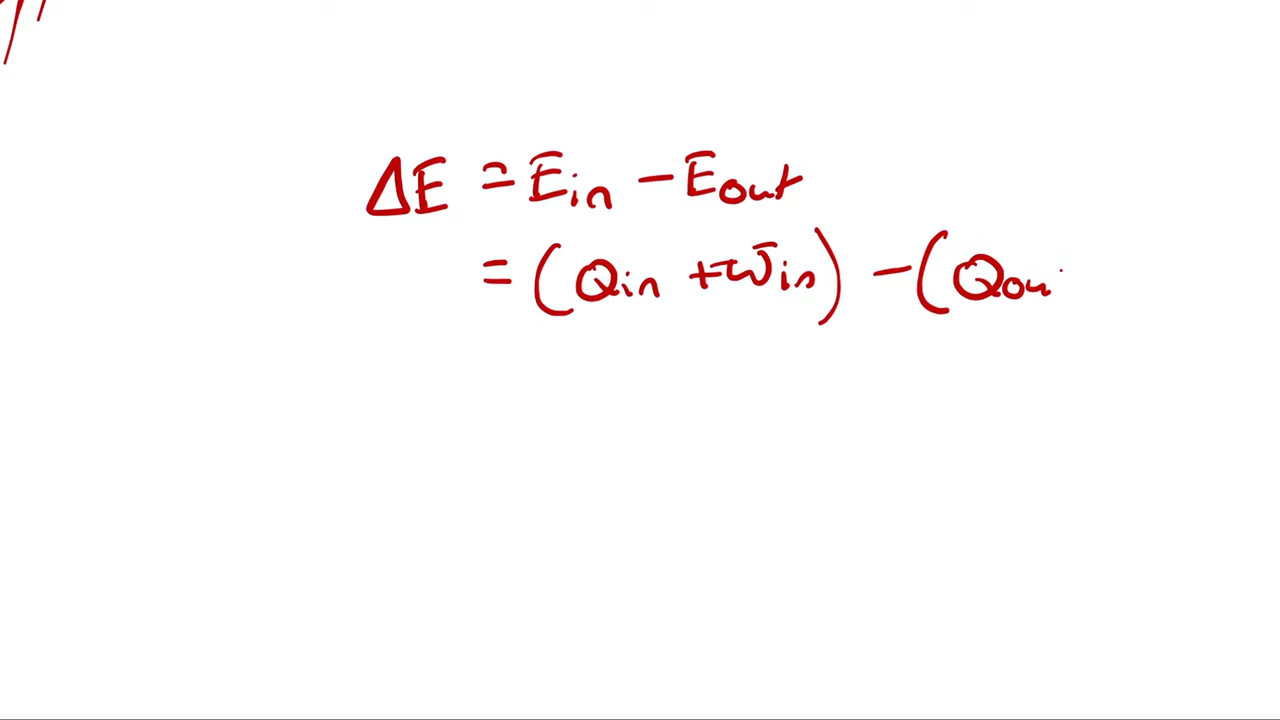 ΔE = Ein - Eout
= (Qin + Win) - (Qou